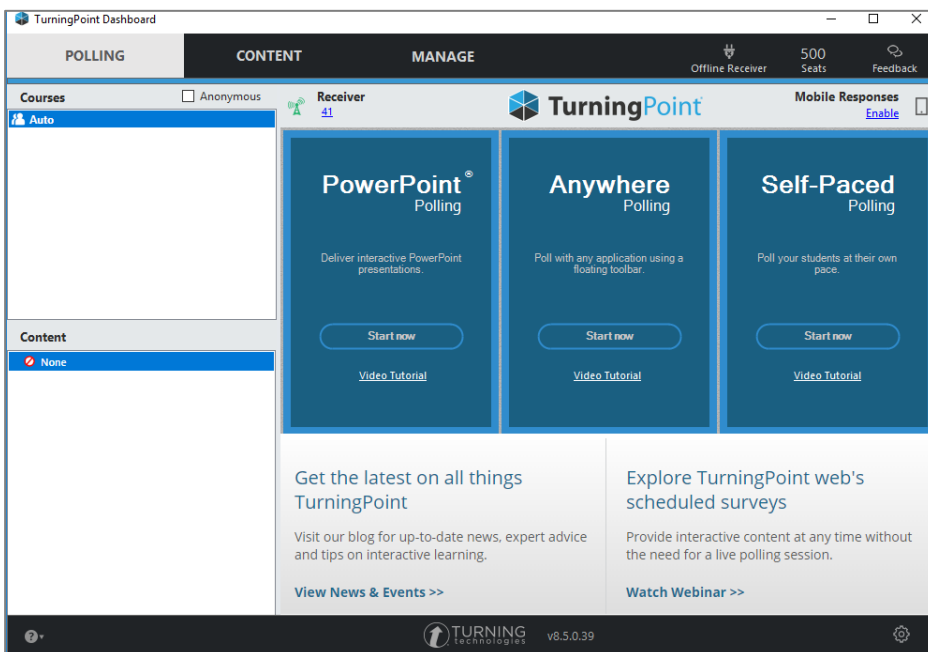 TurningPoint Dashboard
POLLING
CONTENT
MANAGE
Offline Receiver
500
Seats
Feedback
Courses
Anonymous
Auto
Receiver
41
TurningPoint
Mobile Responses
Enable
PowerPoint®
Polling
Deliver interactive PowerPoint
presentations.
Start now
Video Tutorial
Anywhere
Polling
Poll with any application using a
floating toolbar.
Start now
Video Tutorial
Self-Paced
Polling
Poll your students at their own
pace.
Start now
Video Tutorial
Content
None
Get the latest on all things
TurningPoint
Visit our blog for up-to-date news, expert advice
and tips on interactive learning.
View News & Events >>
Explore TurningPoint web's
scheduled surveys
Provide interactive content at any time without
the need for a live polling session.
Watch Webinar >>
TURNING
technologies
v8.5.0.39